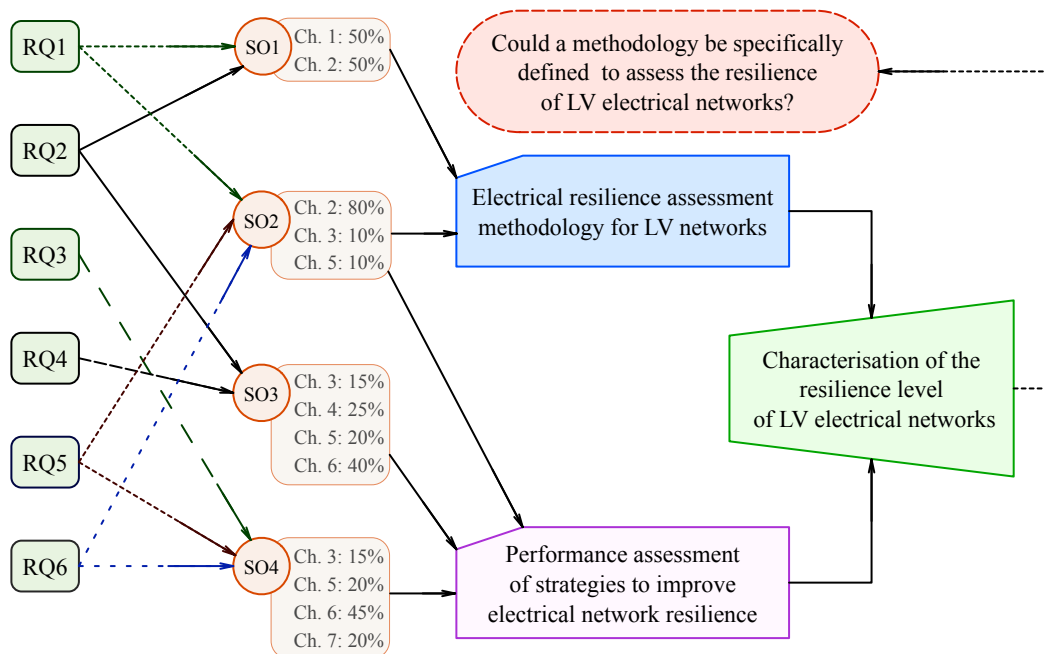 RQ1
RQ2
RQ3
RQ4
RQ5
RQ6
SO1
Ch. 1: 50%
Ch. 2: 50%
SO2
Ch. 2: 80%
Ch. 3: 10%
Ch. 5: 10%
SO3
Ch. 3: 15%
Ch. 4: 25%
Ch. 5: 20%
Ch. 6: 40%
SO4
Ch. 3: 15%
Ch. 5: 20%
Ch. 6: 45%
Ch. 7: 20%
Could a methodology be specifically
defined to assess the resilience
of LV electrical networks?
Electrical resilience assessment
methodology for LV networks
Performance assessment
of strategies to improve
electrical network resilience
Characterisation of the
resilience level
of LV electrical networks